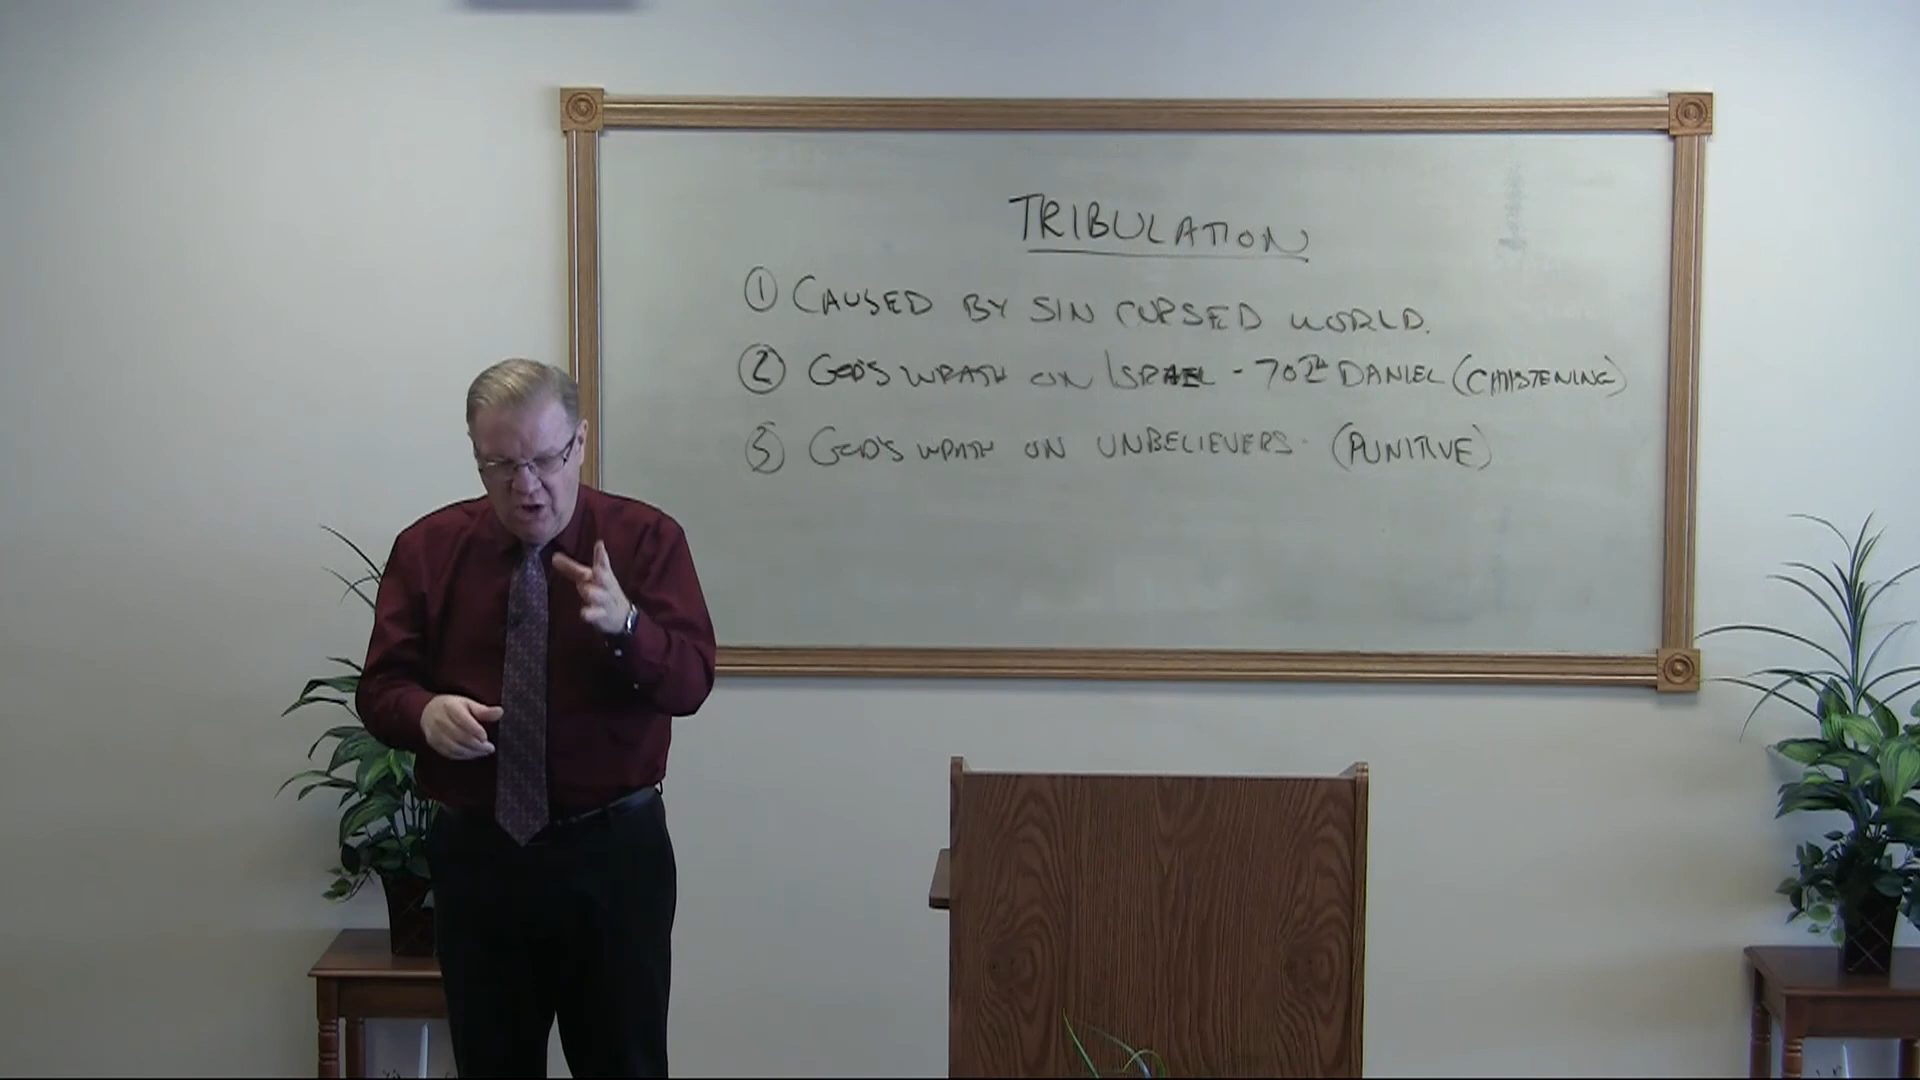 TRIBULATION
① CAUSED BY SIN CURSED WORLD.
② GOD'S WRATH ON ISRAEL - 70th DANIEL (CHISTENING)
③ GOD'S WRATH ON UNBELIEVERS - (PUNITIVE)